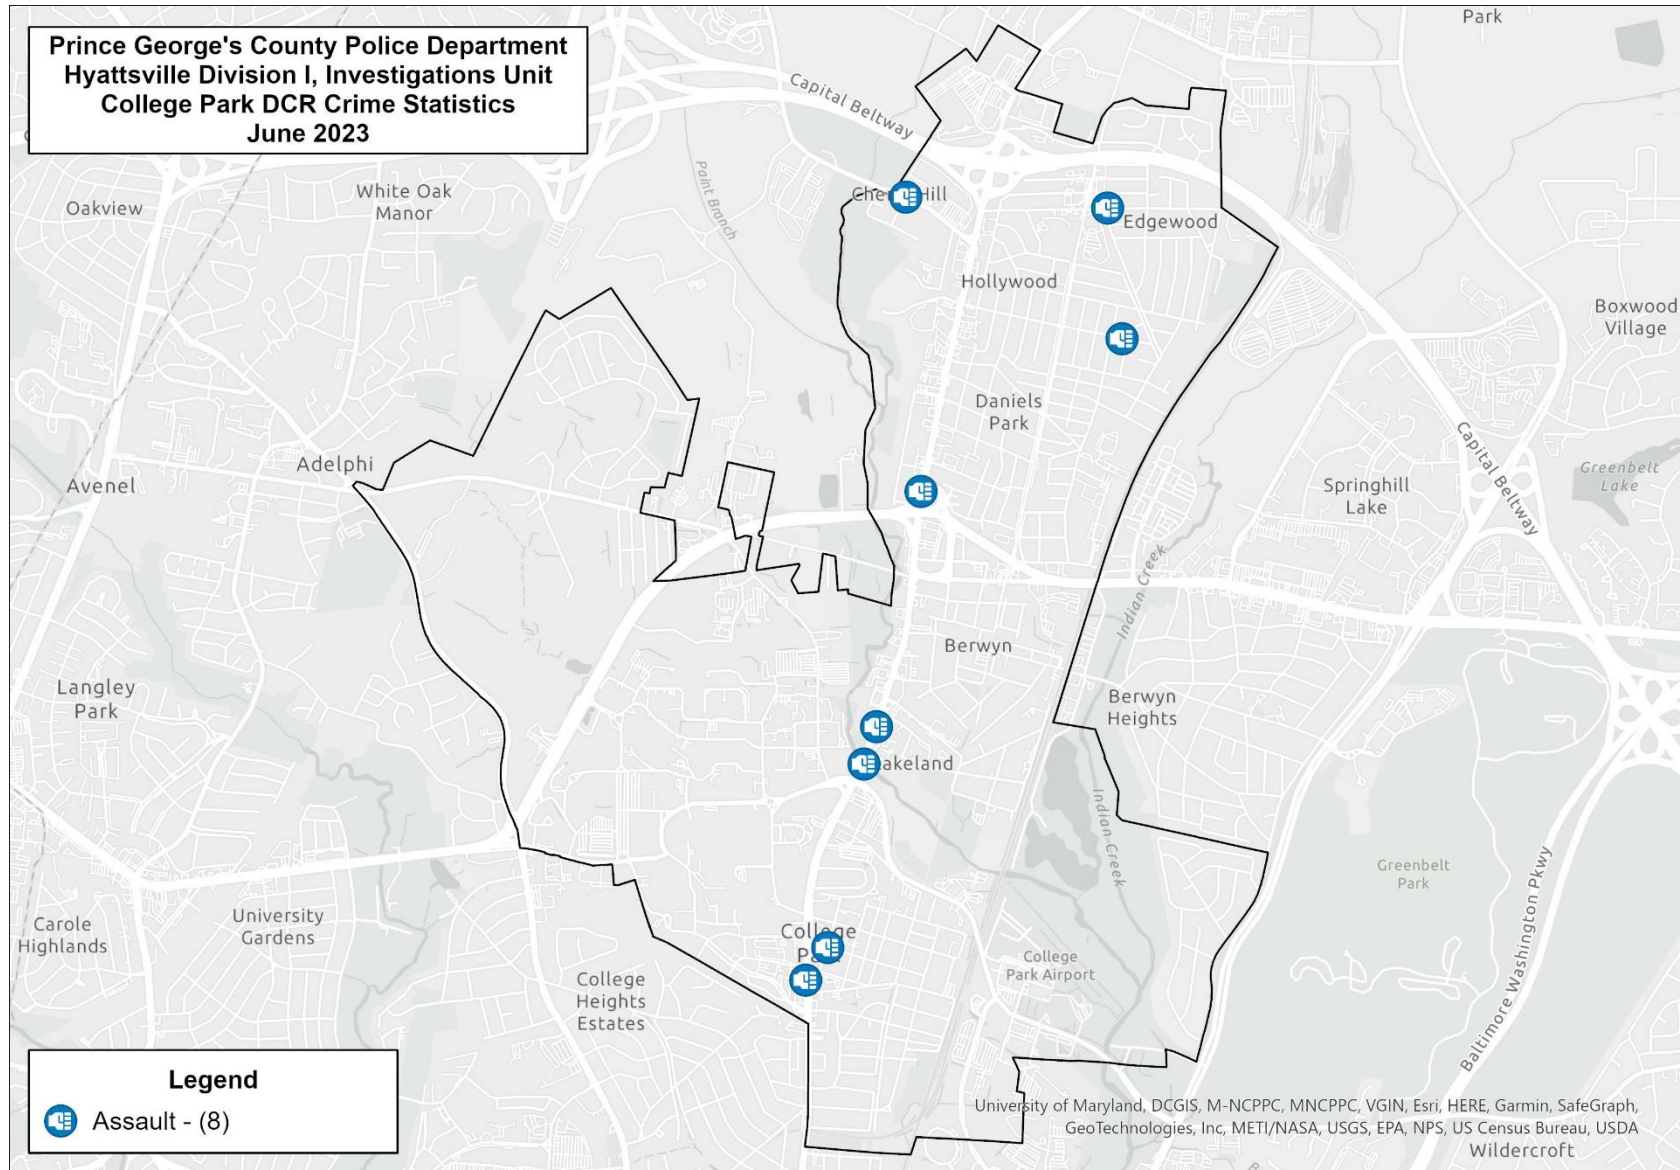 Prince George's County Police Department
Hyattsville Division I, Investigations Unit
College Park DCR Crime Statistics
June 2023
Park
Capital Beltway
Paint Branch
White Oak
Manor
Oakview
Hill
Edgewood
Hollywood
Boxwood
Village
Daniels
Park
Capital Beltway
Adelphi
Avenel
Springhill
Lake
Greenbelt
Lake
Indian Creek
Berwyn
Langley
Park
Berwyn
Heights
akeland
Indian Creek
Greenbelt
Park
Baltimore Washington Pkwy
Carole
Highlands
University
Gardens
College
College
Park Airport
College
Heights
Estates
Legend
Assault - (8)
University of Maryland, DCGIS, M-NCPPC, MNCPPC, VGIN, Esri, HERE, Garmin, SafeGraph,
GeoTechnologies, Inc, METI/NASA, USGS, EPA, NPS, US Census Bureau, USDA
Wildercroft